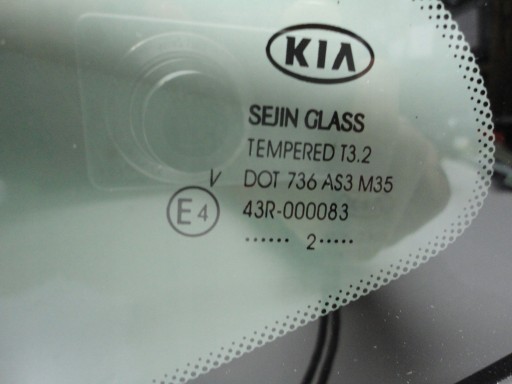 KIA
SEJIN GLASS
TEMPERED T3.2
V DOT 736 AS3 M35
E4 43R-000083
•••••• 2 •••••